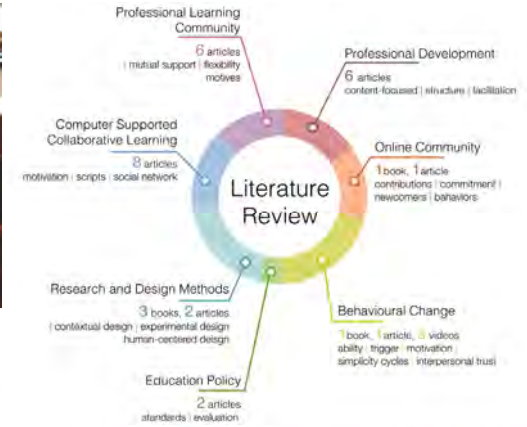 Professional Learning
Community
6 articles
| mutual support | flexibility
motives
Professional Development
6 articles
content-focused | structure | facilitation
Computer Supported
Collaborative Learning
8 articles
motivation | scripts | social network
Online Community
1 book, 1 article
contributions | commitment |
newcomers | behaviors
Literature
Review
Research and Design Methods
3 books, 2 articles
| contextual design | experimental design
human-centered deisgn
Behavioural Change
1 book, 1 article, videos
ability | trigger | motivation |
simplicity cycles | interpersonal trust
Education Policy
2 articles
standards | evaluation